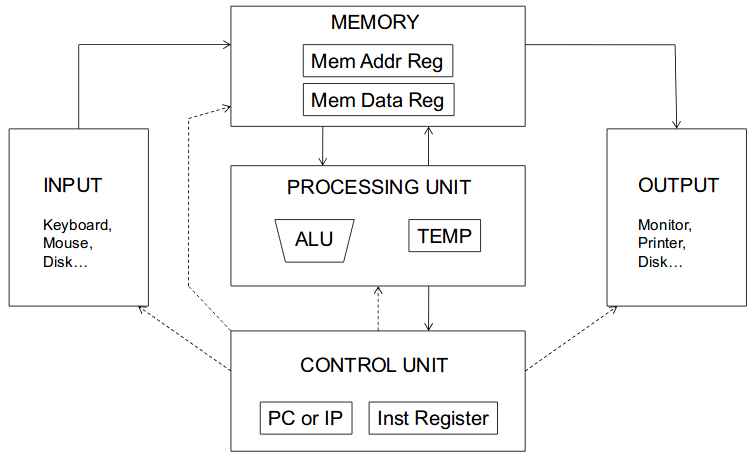 MEMORY
Mem Addr Reg
Mem Data Reg
INPUT
Keyboard,
Mouse,
Disk…
PROCESSING UNIT
ALU
TEMP
OUTPUT
Monitor,
Printer,
Disk…
CONTROL UNIT
PC or IP
Inst Register